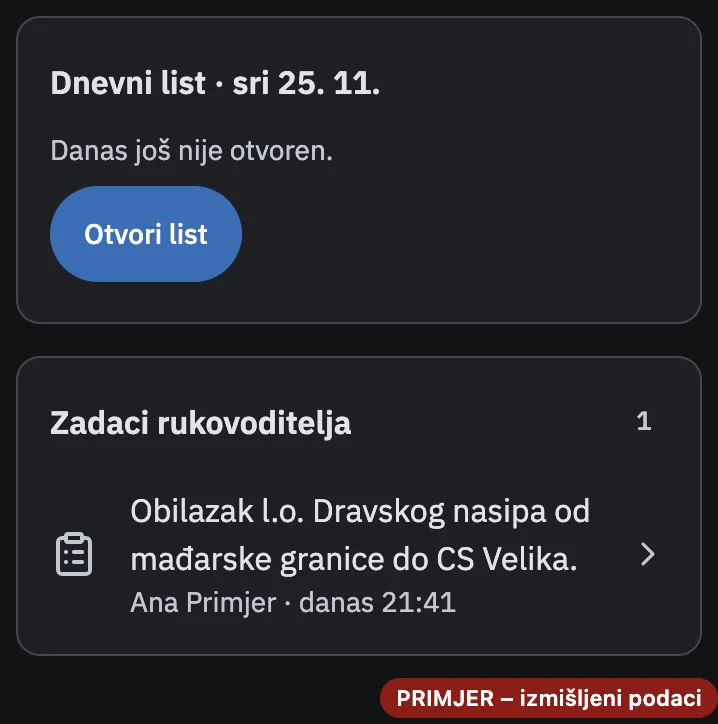 Dnevni list · sri 25. 11.
Danas još nije otvoren.
Otvori list
Zadaci rukovoditelja
1
Obilazak l.o. Dravskog nasipa od
mađarske granice do CS Velika.
Ana Primjer · danas 21:41
PRIMJER – izmišljeni podaci